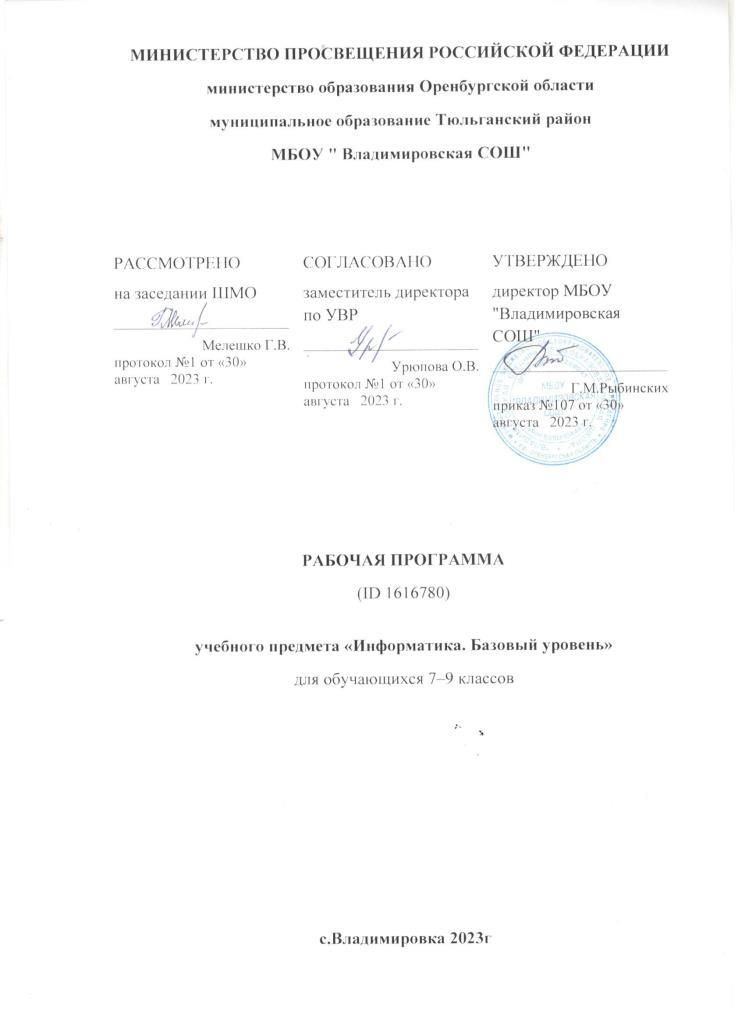 МИНИСТЕРСТВО ПРОСВЕЩЕНИЯ РОССИЙСКОЙ ФЕДЕРАЦИИ
министерство образования Оренбургской области
муниципальное образование Тюльганский район
МБОУ " Владимировская СОШ"
РАССМОТРЕНО
на заседании ШМО
Мелешко Г.В.
протокол №1 от «30»
августа 2023 г.
СОГЛАСОВАНО
заместитель директора
по УВР
Урюпова О.В.
протокол №1 от «30»
августа 2023 г.
УТВЕРЖДЕНО
директор МБОУ
"Владимировская
СОШ"
Г.М.Рыбинских
приказ №107 от «30»
августа 2023 г.
МБОУ
РАБОЧАЯ ПРОГРАММА
(ID 1616780)
учебного предмета «Информатика. Базовый уровень»
для обучающихся 7–9 классов
с.Владимировка 2023г